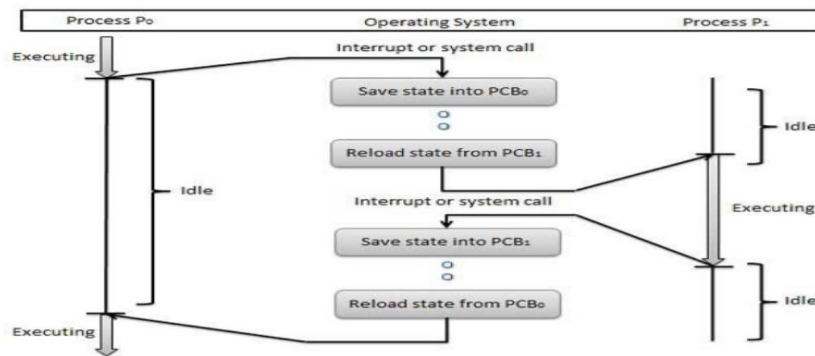 Process P₀ Operating System Process P₁
Interrupt or system call
Executing
Save state into PCB₀
Idle
Reload state from PCB₁
Idle
Interrupt or system call
Executing
Save state into PCB₁
Reload state from PCB₀
Idle
Executing